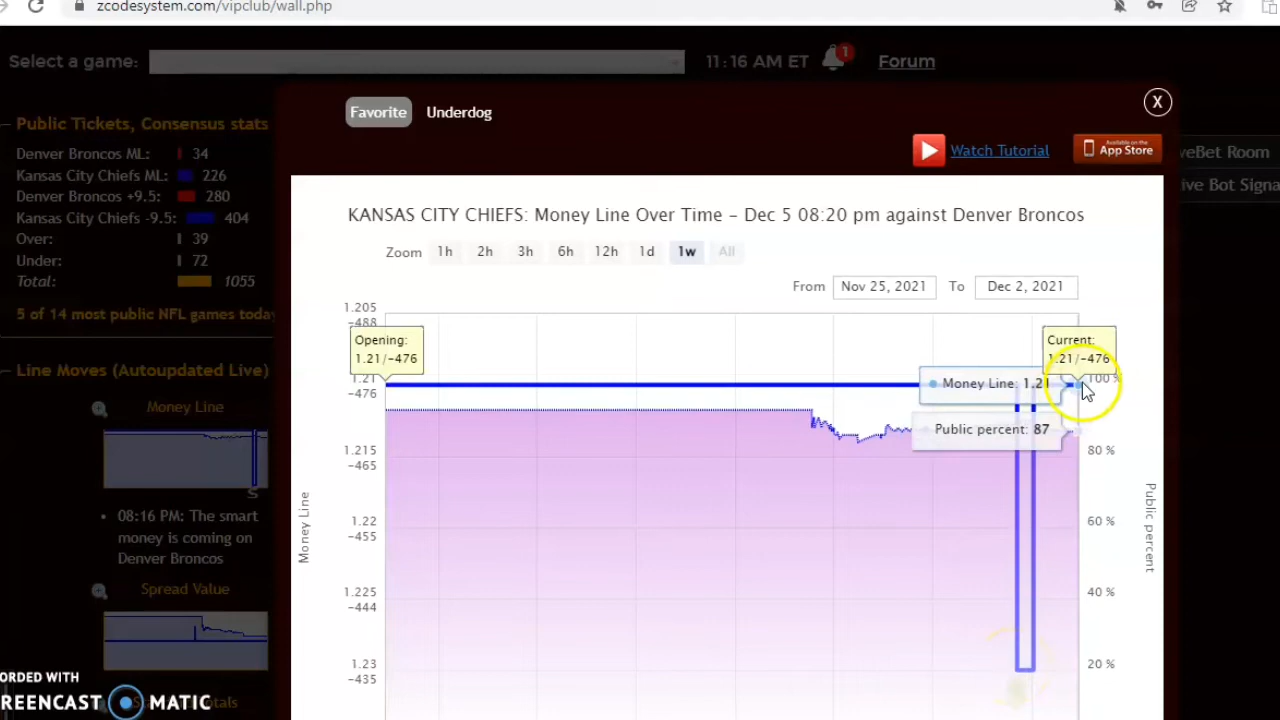 zcodesystem.com/vipclub/wall.php
Select a game:
11:16 AM ET
1
Forum
Favorite
Underdog
X
Public Tickets, Consensus stats
Denver Broncos ML: 34
Kansas City Chiefs ML: 226
Denver Broncos +9.5: 280
Kansas City Chiefs -9.5: 404
Over: 39
Under: 72
Total: 1055
5 of 14 most public NFL games today
Watch Tutorial
Available on the
App Store
veBet Room
ive Bot Signa
Line Moves (Autoupdated Live)
Money Line
S
08:16 PM: The smart
money is coming on
Denver Broncos
Spread Value
KANSAS CITY CHIEFS: Money Line Over Time – Dec 5 08:20 pm against Denver Broncos
Zoom 1h 2h 3h 6h 12h 1d 1w All
From Nov 25, 2021 To Dec 2, 2021
1.205
-488
Opening:
1.21/-476
Current:
1.21/-476
1.21
-476
Money Line: 1.21
100 %
Public percent: 87
1.215
-465
80 %
1.22
-455
60 %
Money Line
Public percent
1.225
-444
40 %
1.23
-435
20 %
ORDED WITH
REENCAST MATIC